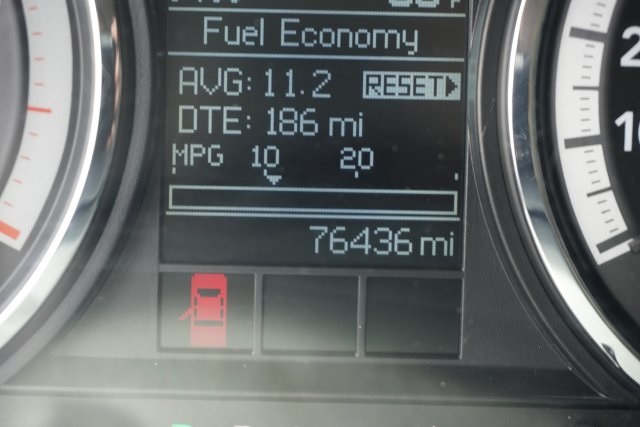 Fuel Economy
AVG: 11.2 RESET
DTE: 186 mi
MPG 10 20
76436 mi